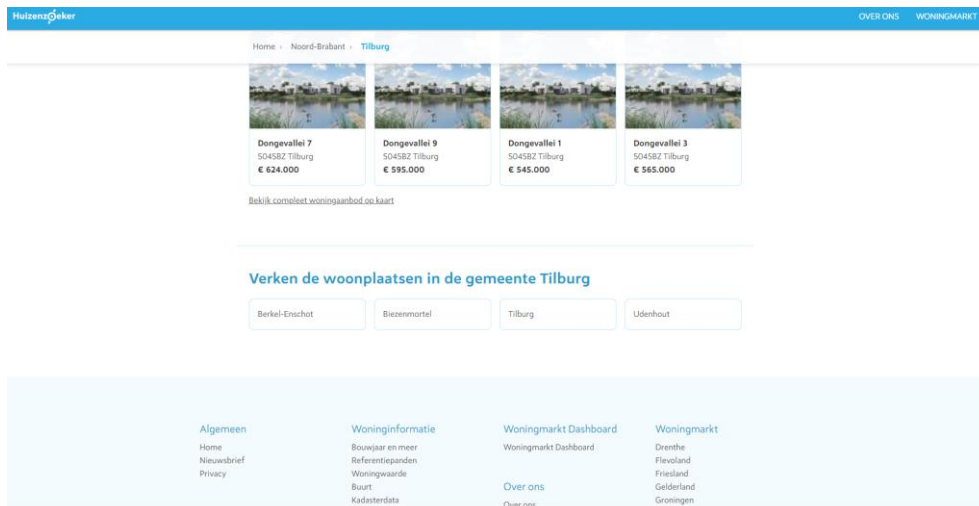 Huizenzoeker
OVER ONS WONINGMARKT
Home › Noord-Brabant › Tilburg
Dongevallei 7
5045BZ Tilburg
€ 624.000
Dongevallei 9
5045BZ Tilburg
€ 595.000
Dongevallei 1
5045BZ Tilburg
€ 545.000
Dongevallei 3
5045BZ Tilburg
€ 565.000
Bekijk compleet woningaanbod op kaart
Verken de woonplaatsen in de gemeente Tilburg
Berkel-Enschot
Biezenmortel
Tilburg
Udenhout
Algemeen
Home
Nieuwsbrief
Privacy
Woninginformatie
Bouwjaar en meer
Referentiepanden
Woningwaarde
Buurt
Kadasterdata
Woningmarkt Dashboard
Woningmarkt Dashboard
Over ons
Over ons
Woningmarkt
Drenthe
Flevoland
Friesland
Gelderland
Groningen